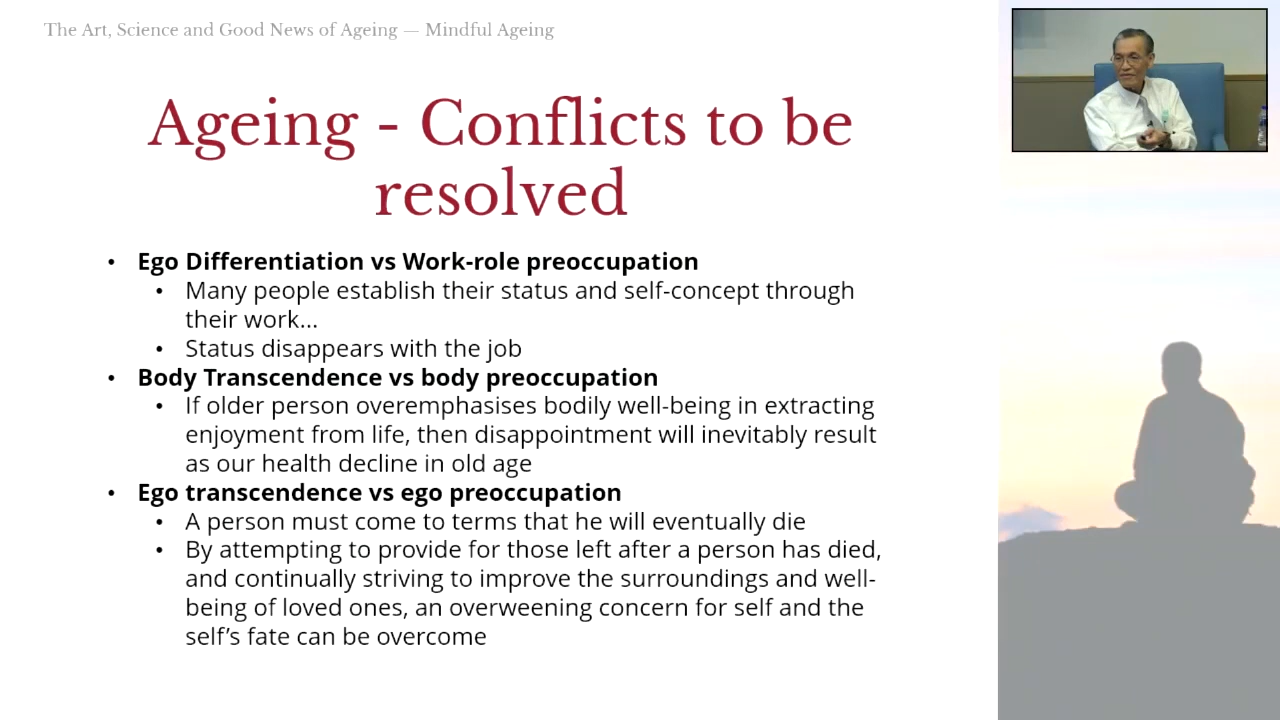 The Art, Science and Good News of Ageing — Mindful Ageing
Ageing - Conflicts to be
resolved
• Ego Differentiation vs Work-role preoccupation
• Many people establish their status and self-concept through
their work...
• Status disappears with the job
• Body Transcendence vs body preoccupation
• If older person overemphasises bodily well-being in extracting
enjoyment from life, then disappointment will inevitably result
as our health decline in old age
• Ego transcendence vs ego preoccupation
• A person must come to terms that he will eventually die
• By attempting to provide for those left after a person has died,
and continually striving to improve the surroundings and well-
being of loved ones, an overweening concern for self and the
self’s fate can be overcome